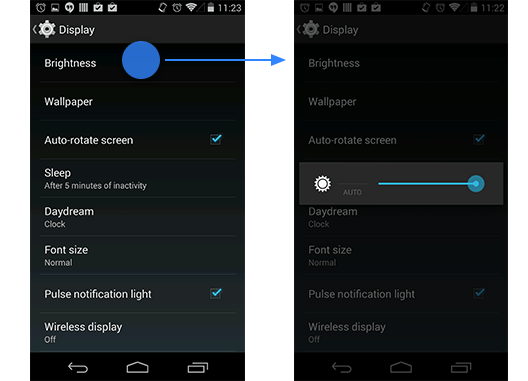 11:23
Display
Brightness
Wallpaper
Auto-rotate screen
Sleep
After 5 minutes of inactivity
Daydream
Clock
Font size
Normal
Pulse notification light
Wireless display
Off
11:22
Display
Brightness
Wallpaper
Auto-rotate screen
AUTO
Daydream
Clock
Font size
Normal
Pulse notification light
Wireless display
Off